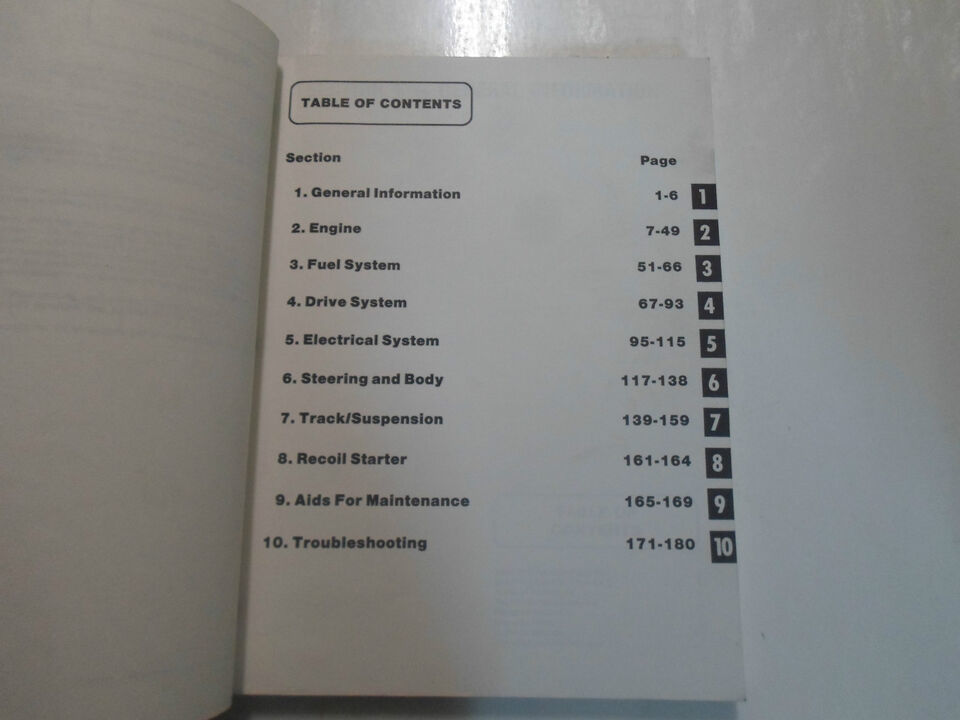 TABLE OF CONTENTS
Section Page
1. General Information 1-6 1
2. Engine 7-49 2
3. Fuel System 51-66 3
4. Drive System 67-93 4
5. Electrical System 95-115 5
6. Steering and Body 117-138 6
7. Track/Suspension 139-159 7
8. Recoil Starter 161-164 8
9. Aids For Maintenance 165-169 9
10. Troubleshooting 171-180 10